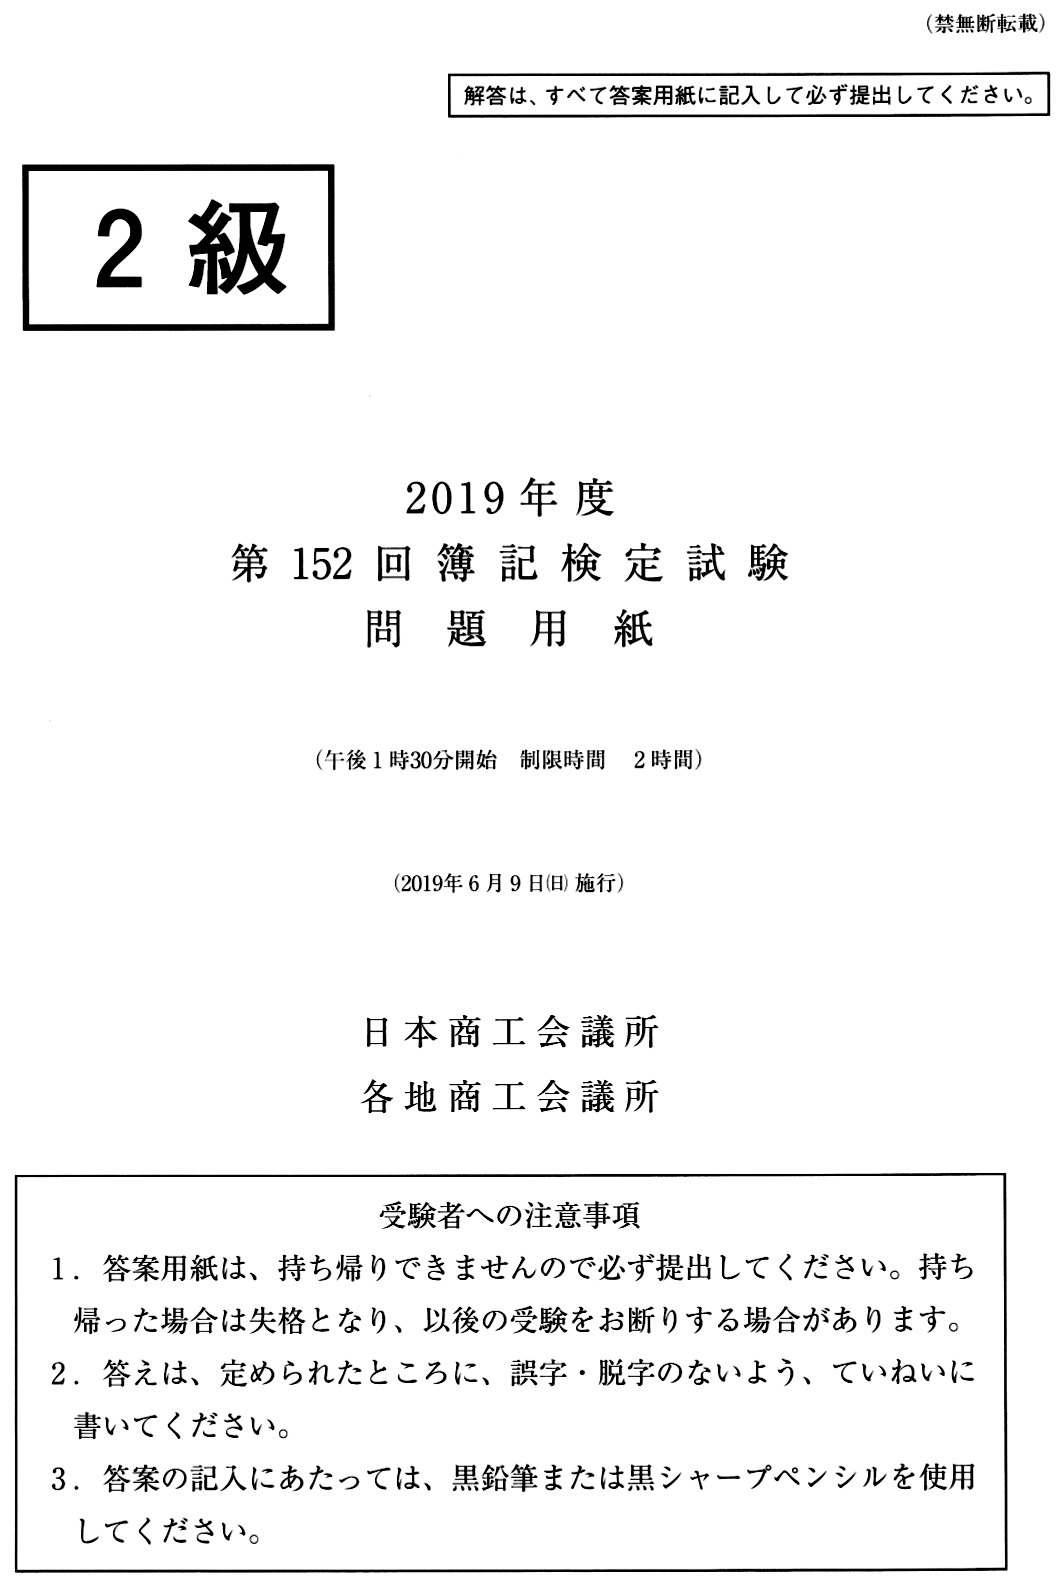 （禁無断転載）
解答は、すべて答案用紙に記入して必ず提出してください。
２級
2019年度
第152回簿記検定試験
問題用紙
（午後１時30分開始　制限時間　２時間）
（2019年６月９日㈰施行）
日本商工会議所
各地商工会議所
受験者への注意事項
１．答案用紙は、持ち帰りできませんので必ず提出してください。持ち
帰った場合は失格となり、以後の受験をお断りする場合があります。
２．答えは、定められたところに、誤字・脱字のないよう、ていねいに
書いてください。
３．答案の記入にあたっては、黒鉛筆または黒シャープペンシルを使用
してください。